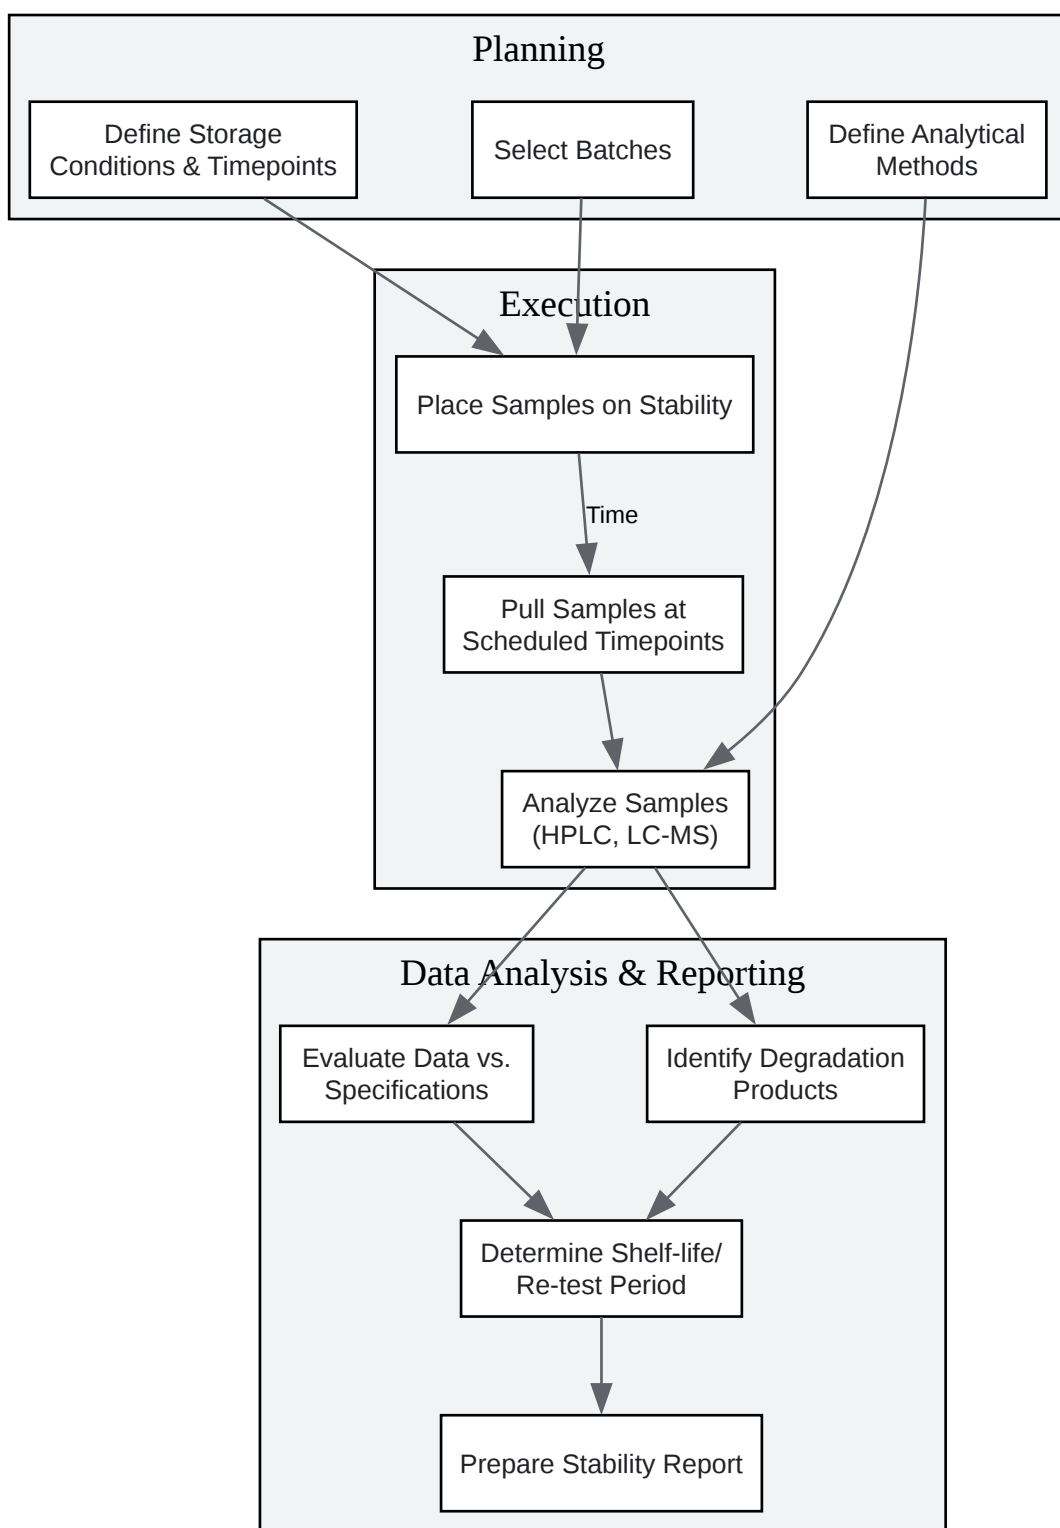 Planning
Define Storage
Conditions & Timepoints
Select Batches
Define Analytical
Methods
Execution
Place Samples on Stability
Time
Pull Samples at
Scheduled Timepoints
Analyze Samples
(HPLC, LC-MS)
Data Analysis & Reporting
Evaluate Data vs.
Specifications
Identify Degradation
Products
Determine Shelf-life/
Re-test Period
Prepare Stability Report